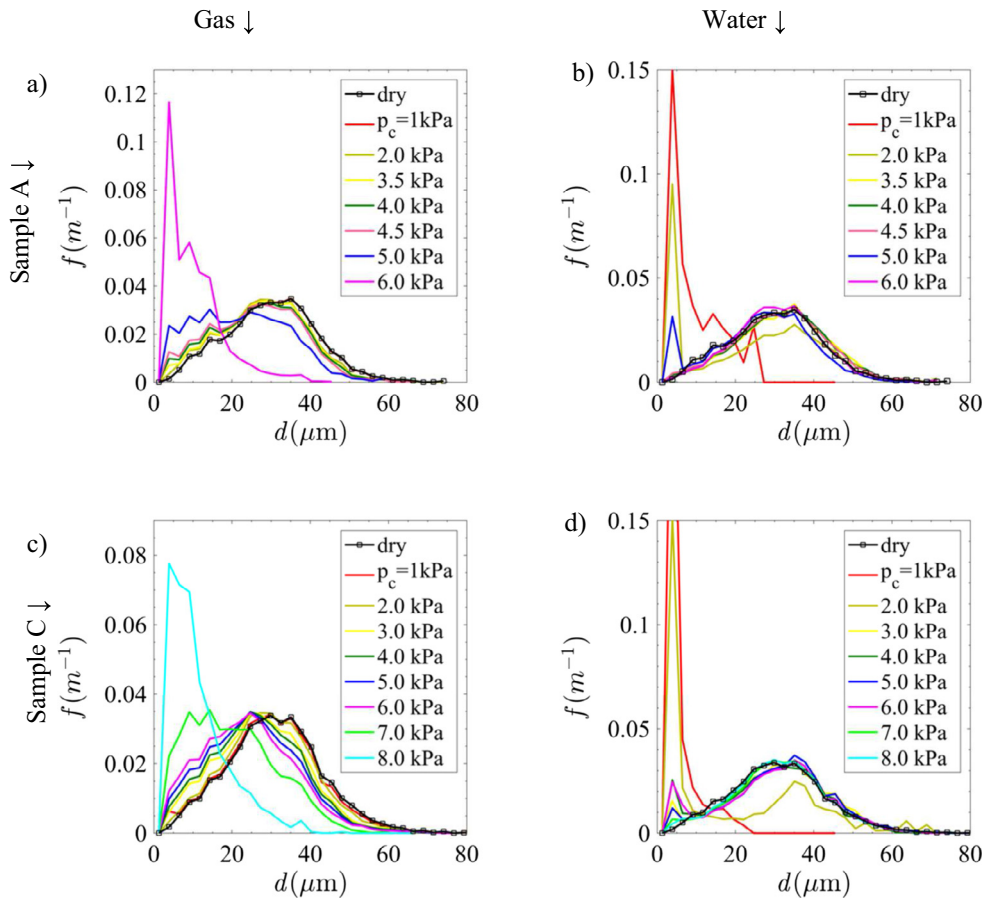 Gas ↓
Water ↓
Sample A ↓
a)
0.12
0.1
0.08
0.06
0.04
0.02
0
f (m⁻¹)
0
20
40
60
80
d(μm)
dry
p_c=1kPa
2.0 kPa
3.5 kPa
4.0 kPa
4.5 kPa
5.0 kPa
6.0 kPa
b)
0.15
0.1
0.05
0
f (m⁻¹)
0
20
40
60
80
d(μm)
dry
p_c=1kPa
2.0 kPa
3.5 kPa
4.0 kPa
4.5 kPa
5.0 kPa
6.0 kPa
Sample C ↓
c)
0.08
0.06
0.04
0.02
0
f (m⁻¹)
0
20
40
60
80
d(μm)
dry
p_c=1kPa
2.0 kPa
3.0 kPa
4.0 kPa
5.0 kPa
6.0 kPa
7.0 kPa
8.0 kPa
d)
0.15
0.1
0.05
0
f (m⁻¹)
0
20
40
60
80
d(μm)
dry
p_c=1kPa
2.0 kPa
3.0 kPa
4.0 kPa
5.0 kPa
6.0 kPa
7.0 kPa
8.0 kPa